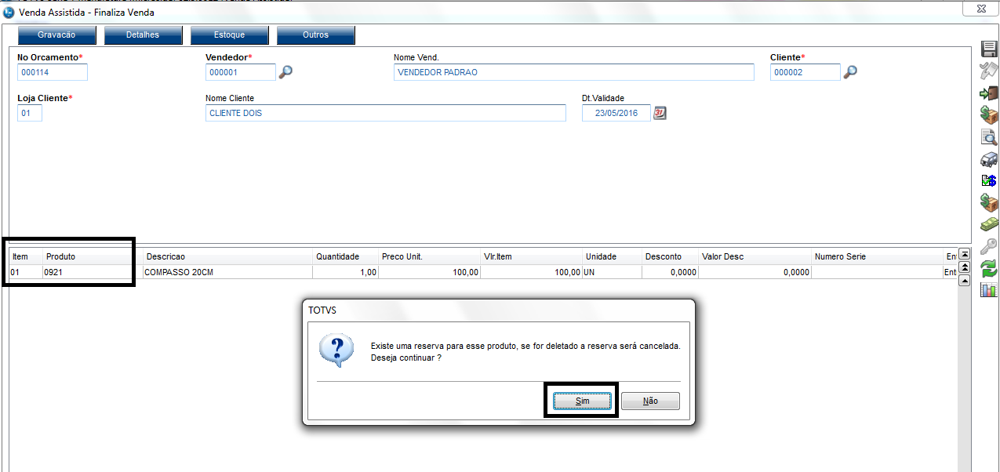 Venda Assistida - Finaliza Venda
Gravacão Detalhes Estoque Outros
No Orcamento* Vendedor* Nome Vend. Cliente*
000114 000001 VENDEDOR PADRAO 000002
Loja Cliente* Nome Cliente Dt.Validade
01 CLIENTE DOIS 23/05/2016 31
Item Produto Descricao Quantidade Preco Unit. Vlr.Item Unidade Desconto Valor Desc Numero Serie
01 0921 COMPASSO 20CM 1,00 100,00 100,00 UN 0,0000 0,0000 Ent
TOTVS
Existe uma reserva para esse produto, se for deletado a reserva será cancelada.
Deseja continuar ?
Sim Não